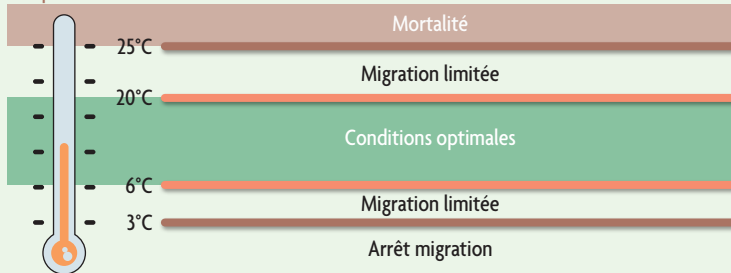 Mortalité
25°C
Migration limitée
20°C
Conditions optimales
6°C
Migration limitée
3°C
Arrêt migration